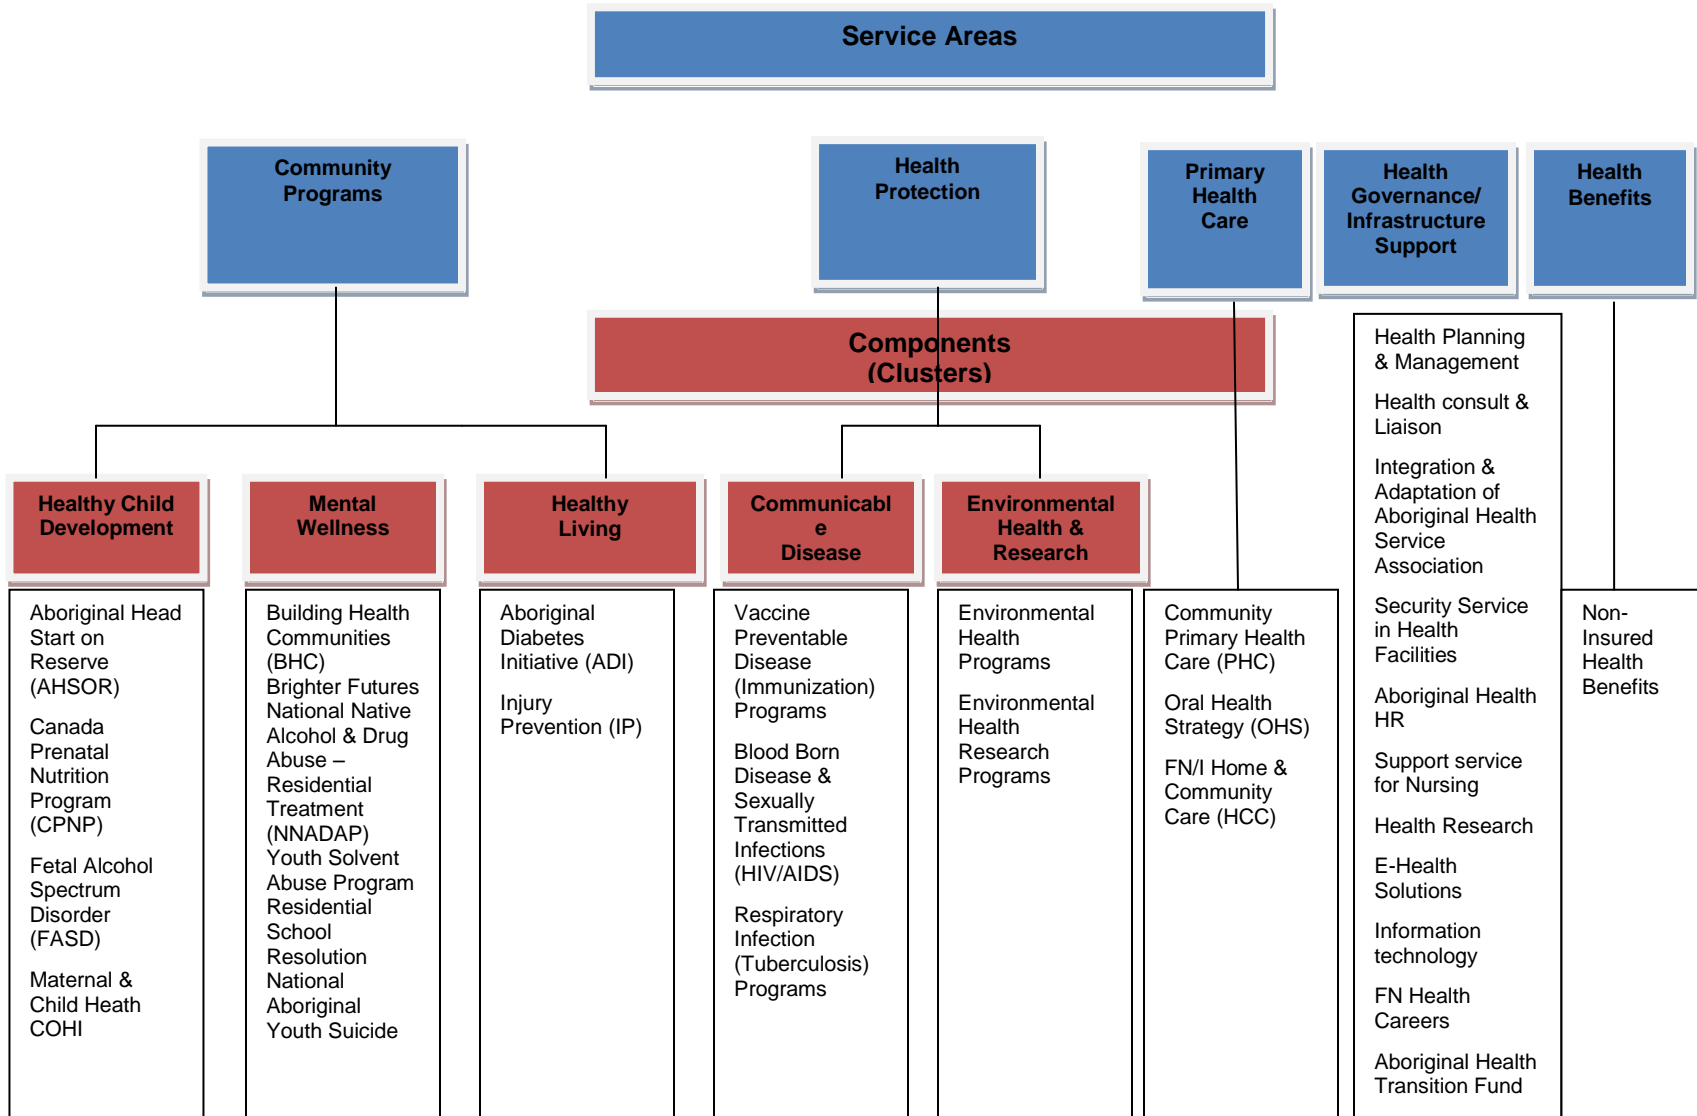 Service Areas
Community
Programs
Health
Protection
Primary
Health
Care
Health
Governance/
Infrastructure
Support
Health
Benefits
Components
(Clusters)
Healthy Child
Development
Mental
Wellness
Healthy
Living
Communicabl
e
Disease
Environmental
Health &
Research
Aboriginal Head
Start on
Reserve
(AHSOR)
Canada
Prenatal
Nutrition
Program
(CPNP)
Fetal Alcohol
Spectrum
Disorder
(FASD)
Maternal &
Child Heath
COHI
Building Health
Communities
(BHC)
Brighter Futures
National Native
Alcohol & Drug
Abuse –
Residential
Treatment
(NNADAP)
Youth Solvent
Abuse Program
Residential
School
Resolution
National
Aboriginal
Youth Suicide
Aboriginal
Diabetes
Initiative (ADI)
Injury
Prevention (IP)
Vaccine
Preventable
Disease
(Immunization)
Programs
Blood Born
Disease &
Sexually
Transmitted
Infections
(HIV/AIDS)
Respiratory
Infection
(Tuberculosis)
Programs
Environmental
Health
Programs
Environmental
Health
Research
Programs
Community
Primary Health
Care (PHC)
Oral Health
Strategy (OHS)
FN/I Home &
Community
Care (HCC)
Health Planning
& Management
Health consult &
Liaison
Integration &
Adaptation of
Aboriginal Health
Service
Association
Security Service
in Health
Facilities
Aboriginal Health
HR
Support service
for Nursing
Health Research
E-Health
Solutions
Information
technology
FN Health
Careers
Aboriginal Health
Transition Fund
Non-
Insured
Health
Benefits